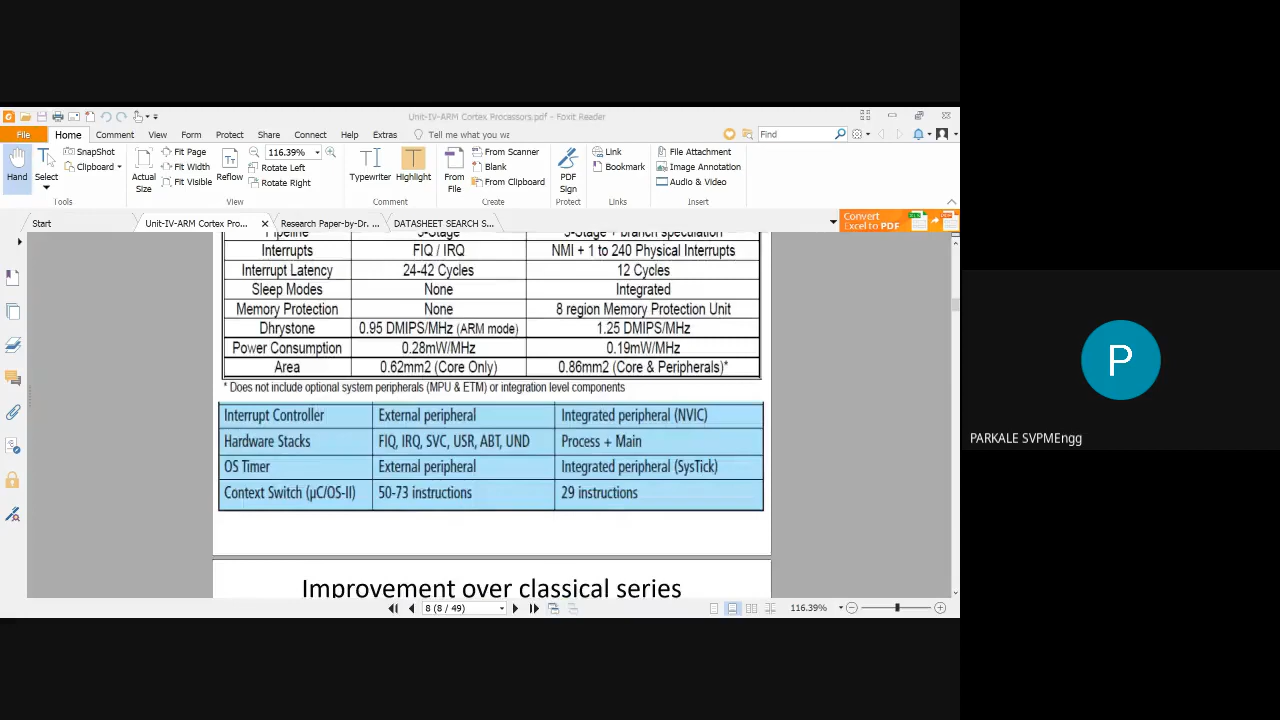 Unit-IV-ARM Cortex Processors.pdf - Foxit Reader
File Home Comment View Form Protect Share Connect Help Extras Tell me what you wa Find
Hand
Select
SnapShot
Clipboard
Tools
Actual Size
Fit Page
Fit Width
Fit Visible
Reflow
116.39%
Rotate Left
Rotate Right
View
Typewriter
Highlight
Comment
From File
From Scanner
Blank
From Clipboard
Create
PDF Sign
Protect
Link
Bookmark
Links
File Attachment
Image Annotation
Audio & Video
Insert
Start Unit-IV-ARM Cortex Pro... Research Paper-by-Dr. ... DATASHEET SEARCH S...
Convert
Excel to PDF
Pipeline 3-Stage 3-Stage + branch speculation
Interrupts FIQ / IRQ NMI + 1 to 240 Physical Interrupts
Interrupt Latency 24-42 Cycles 12 Cycles
Sleep Modes None Integrated
Memory Protection None 8 region Memory Protection Unit
Dhrystone 0.95 DMIPS/MHz (ARM mode) 1.25 DMIPS/MHz
Power Consumption 0.28mW/MHz 0.19mW/MHz
Area 0.62mm2 (Core Only) 0.86mm2 (Core & Peripherals)*
* Does not include optional system peripherals (MPU & ETM) or integration level components
Interrupt Controller External peripheral Integrated peripheral (NVIC)
Hardware Stacks FIQ, IRQ, SVC, USR, ABT, UND Process + Main
OS Timer External peripheral Integrated peripheral (SysTick)
Context Switch (µC/OS-II) 50-73 instructions 29 instructions
Improvement over classical series
8 (8 / 49) 116.39%
P
PARKALE SVPMEngg